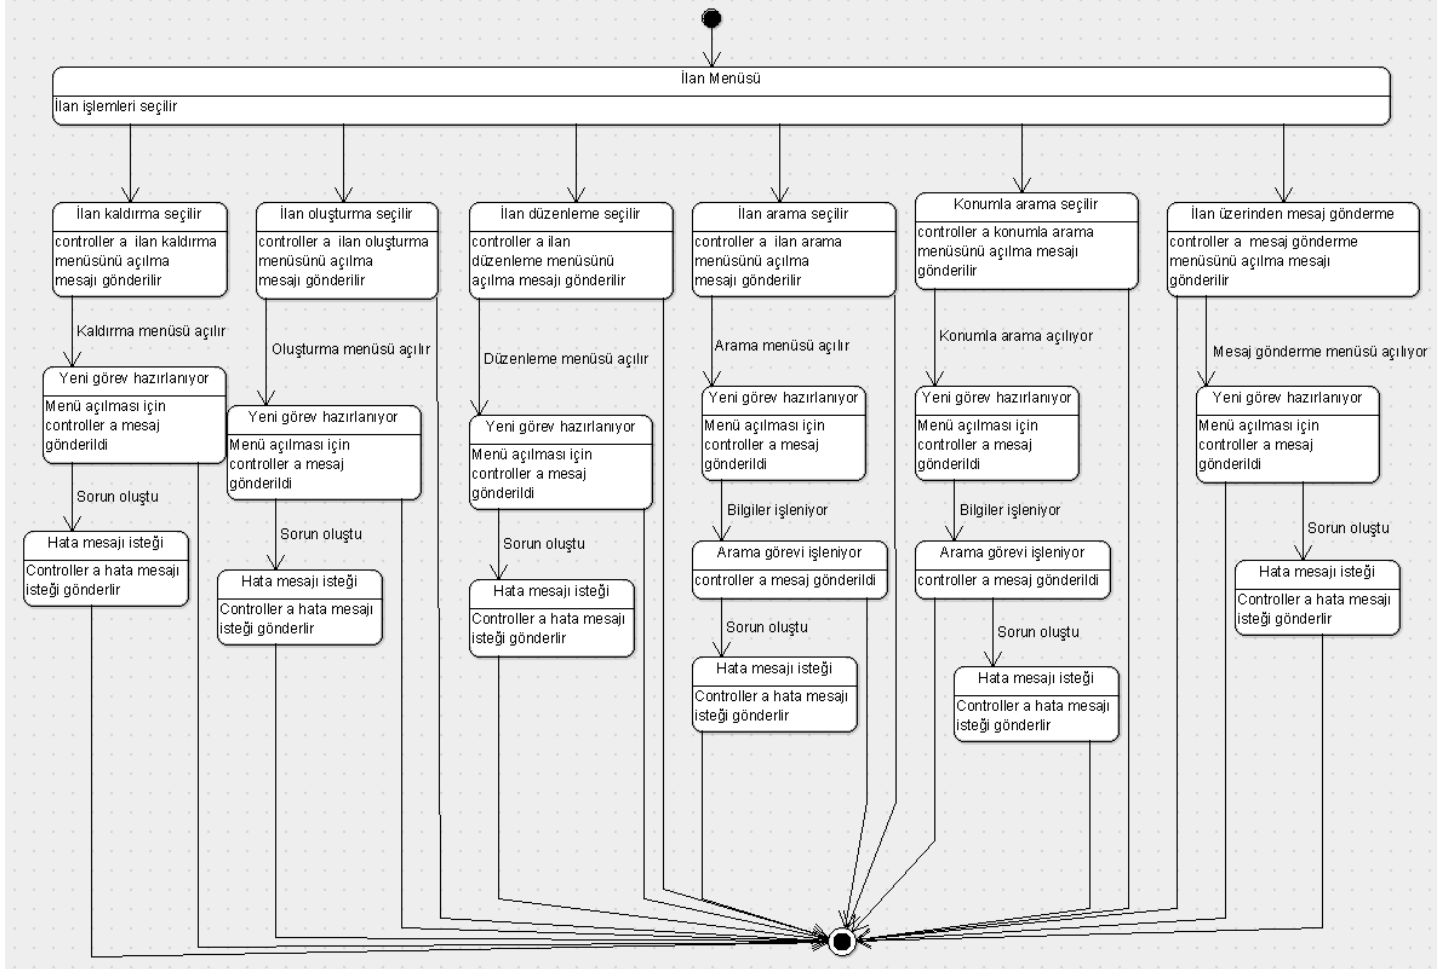 İlan Menüsü
İlan işlemleri seçilir
İlan kaldırma seçilir
controller a ilan kaldırma
menüsünü açılma
mesajı gönderilir
İlan oluşturma seçilir
controller a ilan oluşturma
menüsünü açılma
mesajı gönderilir
İlan düzenleme seçilir
controller a ilan
düzenleme menüsünü
açılma mesajı gönderilir
İlan arama seçilir
controller a ilan arama
menüsünü açılma
mesajı gönderilir
Konumla arama seçilir
controller a konumla arama
menüsünü açılma mesajı
gönderilir
İlan üzerinden mesaj gönderme
controller a mesaj gönderme
menüsünü açılma mesajı
gönderilir
Kaldırma menüsü açılır
Oluşturma menüsü açılır
Düzenleme menüsü açılır
Arama menüsü açılır
Konumla arama açılıyor
Mesaj gönderme menüsü açılıyor
Yeni görev hazırlanıyor
Menü açılması için
controller a mesaj
gönderildi
Yeni görev hazırlanıyor
Menü açılması için
controller a mesaj
gönderildi
Yeni görev hazırlanıyor
Menü açılması için
controller a mesaj
gönderildi
Yeni görev hazırlanıyor
Menü açılması için
controller a mesaj
gönderildi
Yeni görev hazırlanıyor
Menü açılması için
controller a mesaj
gönderildi
Yeni görev hazırlanıyor
Menü açılması için
controller a mesaj
gönderildi
Sorun oluştu
Sorun oluştu
Sorun oluştu
Bilgiler işleniyor
Bilgiler işleniyor
Sorun oluştu
Hata mesajı isteği
Controller a hata mesajı
isteği gönderlir
Hata mesajı isteği
Controller a hata mesajı
isteği gönderlir
Hata mesajı isteği
Controller a hata mesajı
isteği gönderlir
Arama görevi işleniyor
controller a mesaj gönderildi
Arama görevi işleniyor
controller a mesaj gönderildi
Hata mesajı isteği
Controller a hata mesajı
isteği gönderlir
Sorun oluştu
Sorun oluştu
Hata mesajı isteği
Controller a hata mesajı
isteği gönderlir
Hata mesajı isteği
Controller a hata mesajı
isteği gönderlir